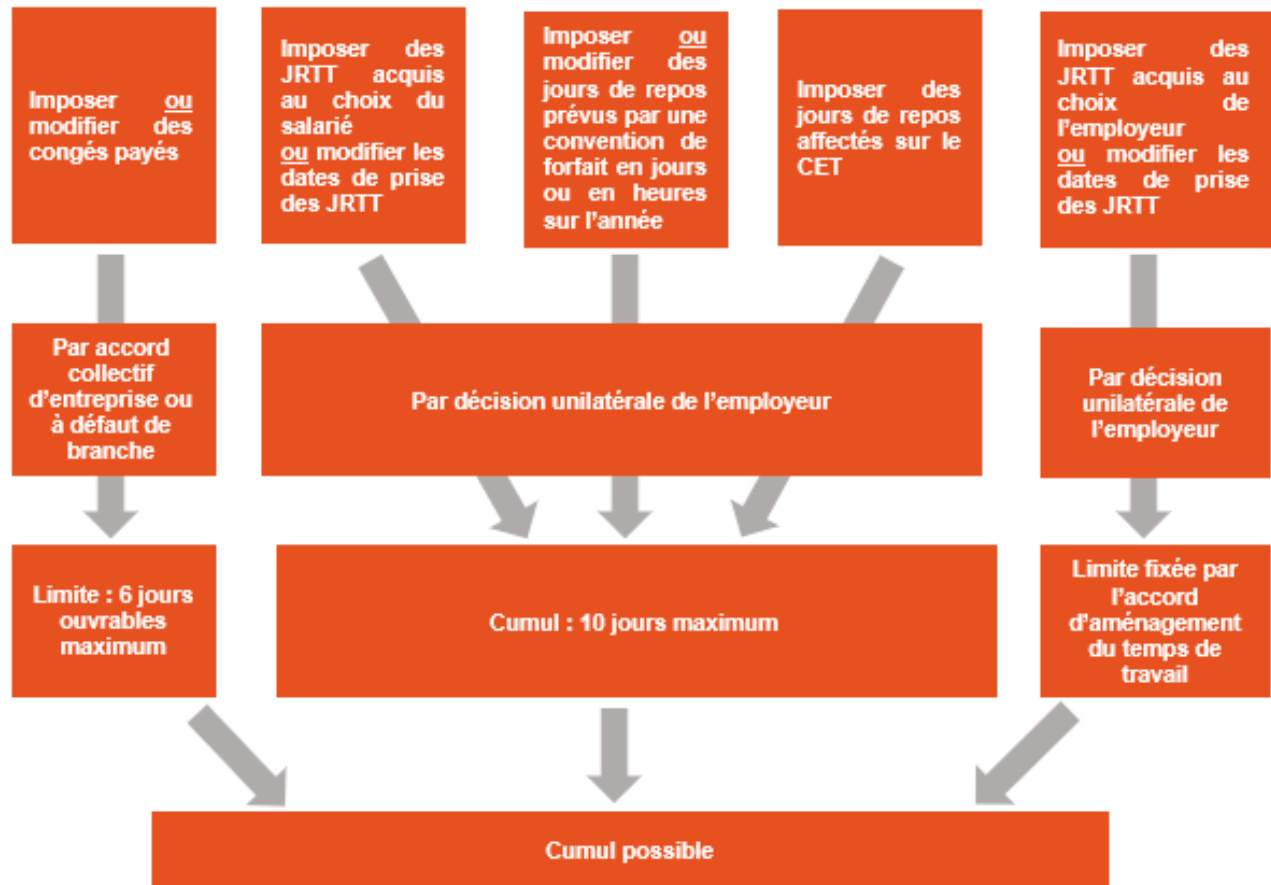 Imposer ou
modifier des
congés payés
Imposer des
JRTT acquis
au choix du
salarié
ou modifier les
dates de prise
des JRTT
Imposer ou
modifier des
jours de repos
prévus par une
convention de
forfait en jours
ou en heures
sur l'année
Imposer des
jours de repos
affectés sur le
CET
Imposer des
JRTT acquis au
choix de
l'employeur
ou modifier les
dates de prise
des JRTT
Par accord
collectif
d'entreprise ou
à défaut de
branche
Par décision unilatérale de l'employeur
Par décision
unilatérale de
l'employeur
Limite : 6 jours
ouvrables
maximum
Cumul : 10 jours maximum
Limite fixée par
l'accord
d'aménagement
du temps de
travail
Cumul possible